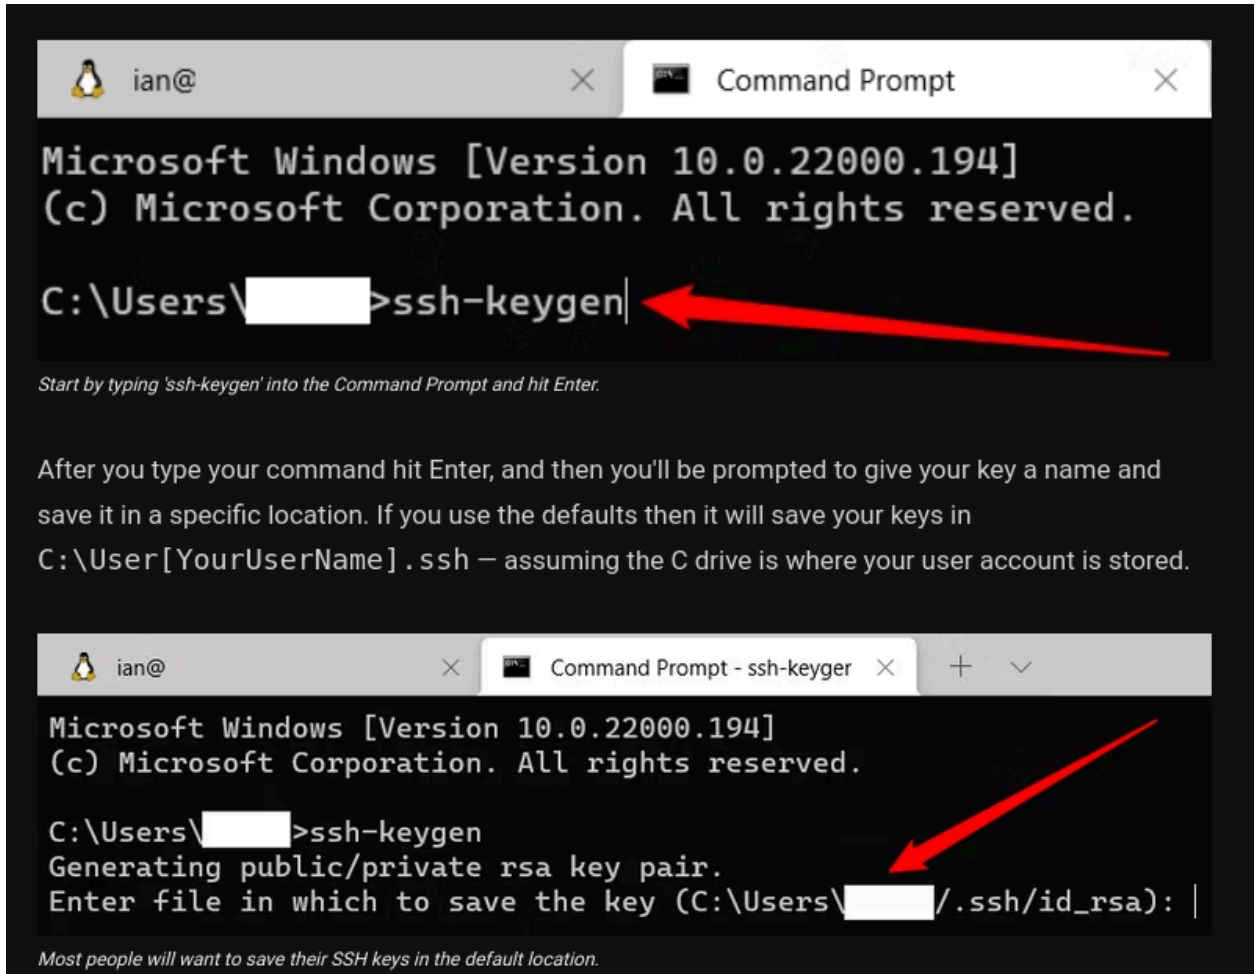 ian@
Command Prompt
Microsoft Windows [Version 10.0.22000.194]
(c) Microsoft Corporation. All rights reserved.
C:\Users\ >ssh-keygen
Start by typing 'ssh-keygen' into the Command Prompt and hit Enter.
After you type your command hit Enter, and then you'll be prompted to give your key a name and
save it in a specific location. If you use the defaults then it will save your keys in
C:\User[YourUserName].ssh — assuming the C drive is where your user account is stored.
ian@
Command Prompt - ssh-keyger
Microsoft Windows [Version 10.0.22000.194]
(c) Microsoft Corporation. All rights reserved.
C:\Users\ >ssh-keygen
Generating public/private rsa key pair.
Enter file in which to save the key (C:\Users\ /.ssh/id_rsa):
Most people will want to save their SSH keys in the default location.